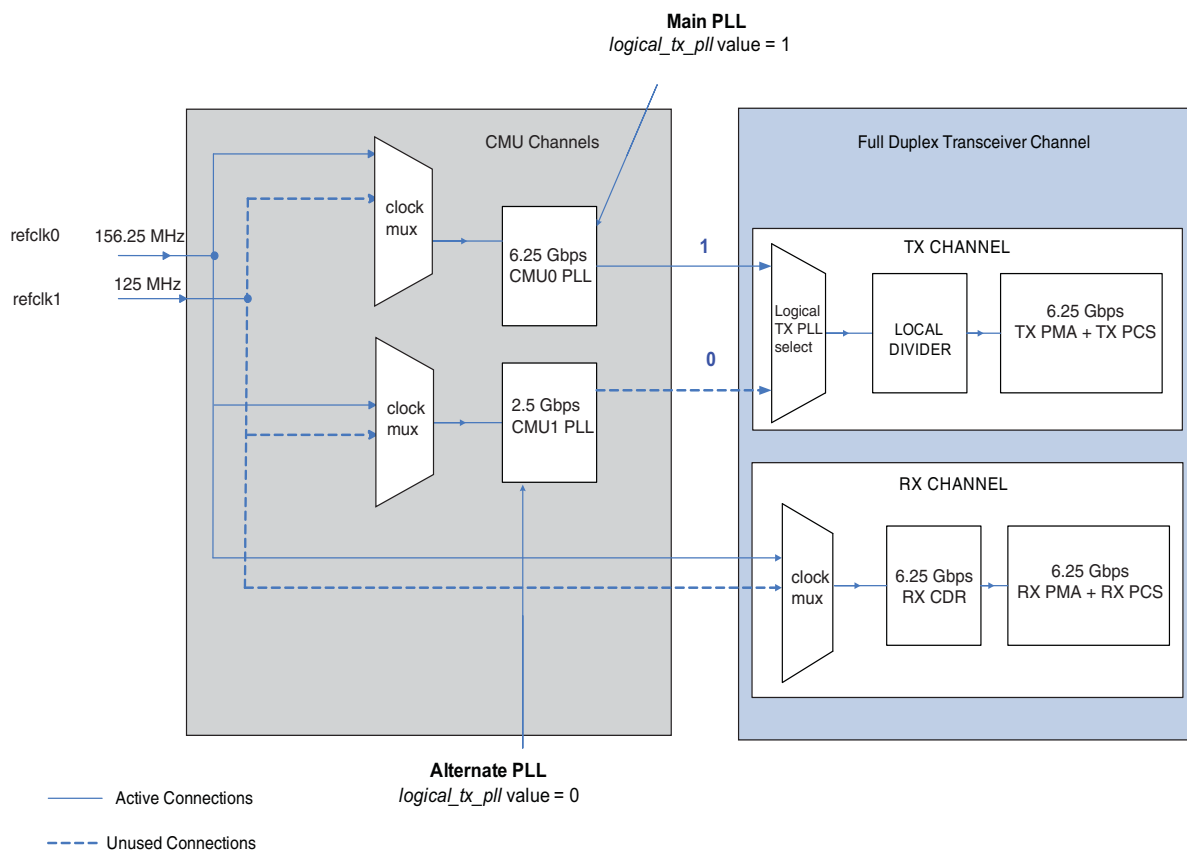 Main PLL
logical_tx_pll value = 1
CMU Channels
Full Duplex Transceiver Channel
refclk0
156.25 MHz
refclk1
125 MHz
clock
mux
6.25 Gbps
CMU0 PLL
1
TX CHANNEL
Logical
TX PLL
select
LOCAL
DIVIDER
6.25 Gbps
TX PMA + TX PCS
clock
mux
2.5 Gbps
CMU1 PLL
0
RX CHANNEL
clock
mux
6.25 Gbps
RX CDR
6.25 Gbps
RX PMA + RX PCS
Alternate PLL
logical_tx_pll value = 0
Active Connections
Unused Connections